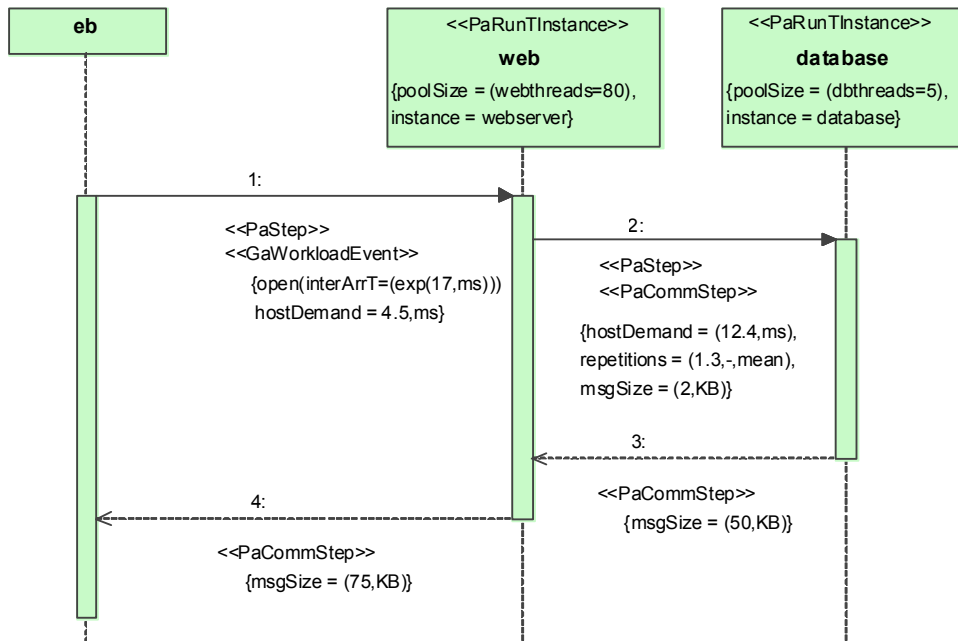 eb
<<PaRunTInstance>>
web
{poolSize = (webthreads=80),
instance = webserver}
<<PaRunTInstance>>
database
{poolSize = (dbthreads=5),
instance = database}
1:
<<PaStep>>
<<GaWorkloadEvent>>
{open(interArrT=(exp(17,ms)))
hostDemand = 4.5,ms}
2:
<<PaStep>>
<<PaCommStep>>
{hostDemand = (12.4,ms),
repetitions = (1.3,-,mean),
msgSize = (2,KB)}
3:
<<PaCommStep>>
{msgSize = (50,KB)}
4:
<<PaCommStep>>
{msgSize = (75,KB)}